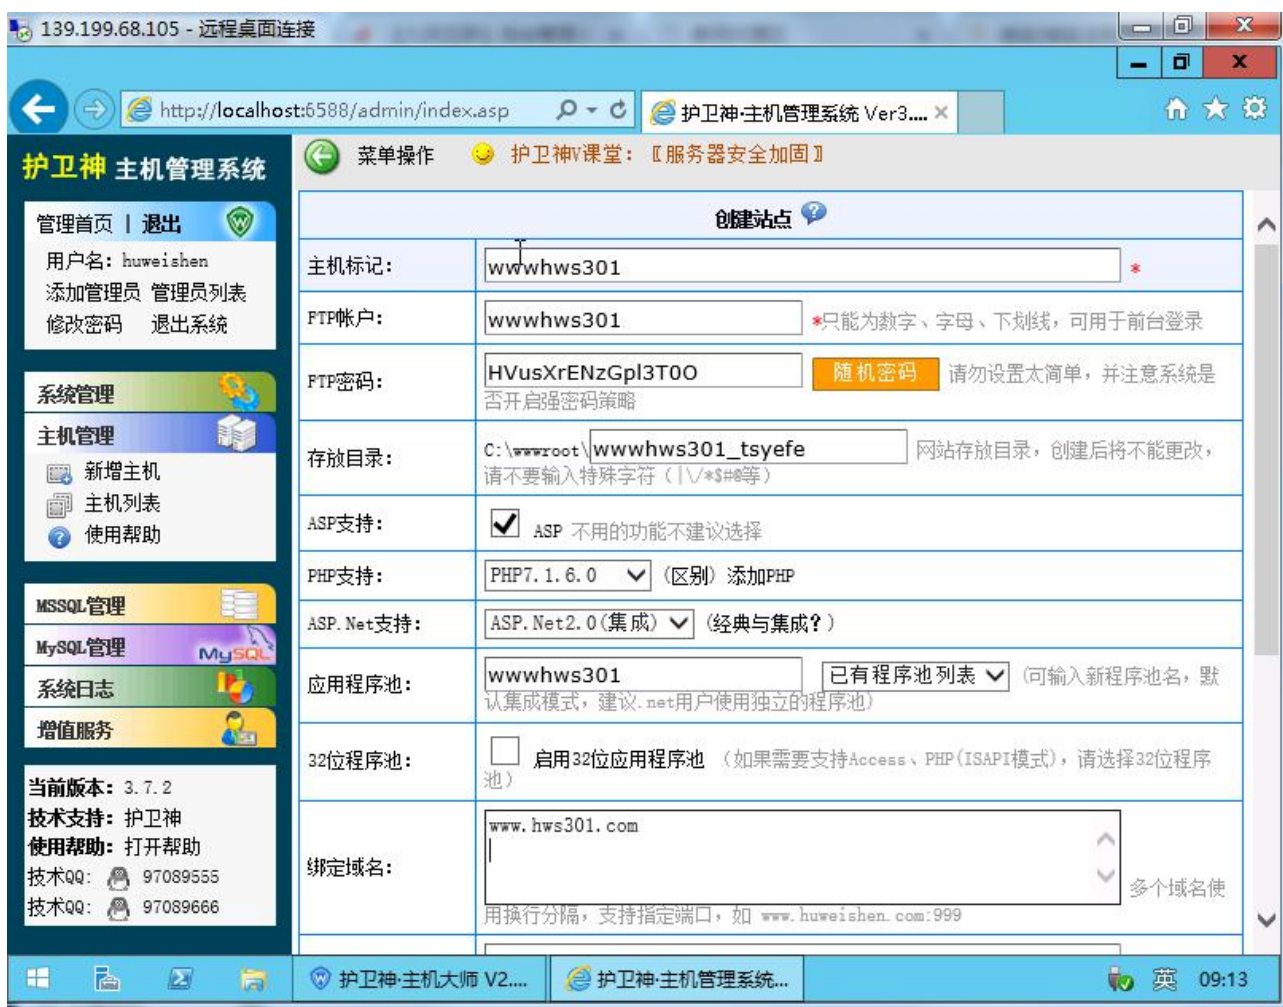 139.199.68.105 - 远程桌面连接
http://localhost:6588/admin/index.asp
护卫神·主机管理系统 Ver3....
护卫神 主机管理系统
菜单操作
护卫神V课堂：〖服务器安全加固〗
管理首页 | 退出
用户名：huweishen
添加管理员 管理员列表
修改密码 退出系统
系统管理
主机管理
新增主机
主机列表
使用帮助
MSSQL管理
MySQL管理
MySQL
系统日志
增值服务
当前版本：3.7.2
技术支持：护卫神
使用帮助：打开帮助
技术QQ： 97089555
技术QQ： 97089666
创建站点
主机标记：
wwwhws301
*
FTP帐户：
wwwhws301
*只能为数字、字母、下划线，可用于前台登录
FTP密码：
HVusXrENzGpl3T0O
随机密码
请勿设置太简单，并注意系统是
否开启强密码策略
存放目录：
C:\wwwroot\
wwwhws301_tsyefe
网站存放目录，创建后将不能更改，
请不要输入特殊字符（|\/*$#@等）
ASP支持：
ASP 不用的功能不建议选择
PHP支持：
PHP7.1.6.0
(区别) 添加PHP
ASP.Net支持：
ASP.Net2.0(集成)
(经典与集成?)
应用程序池：
wwwhws301
已有程序池列表
(可输入新程序池名，默
认集成模式，建议.net用户使用独立的程序池)
32位程序池：
启用32位应用程序池 （如果需要支持Access、PHP(ISAPI模式)，请选择32位程序
池）
绑定域名：
www.hws301.com
多个域名使
用换行分隔，支持指定端口，如 www.huweishen.com:999
护卫神·主机大师 V2....
护卫神·主机管理系统...
英
09:13